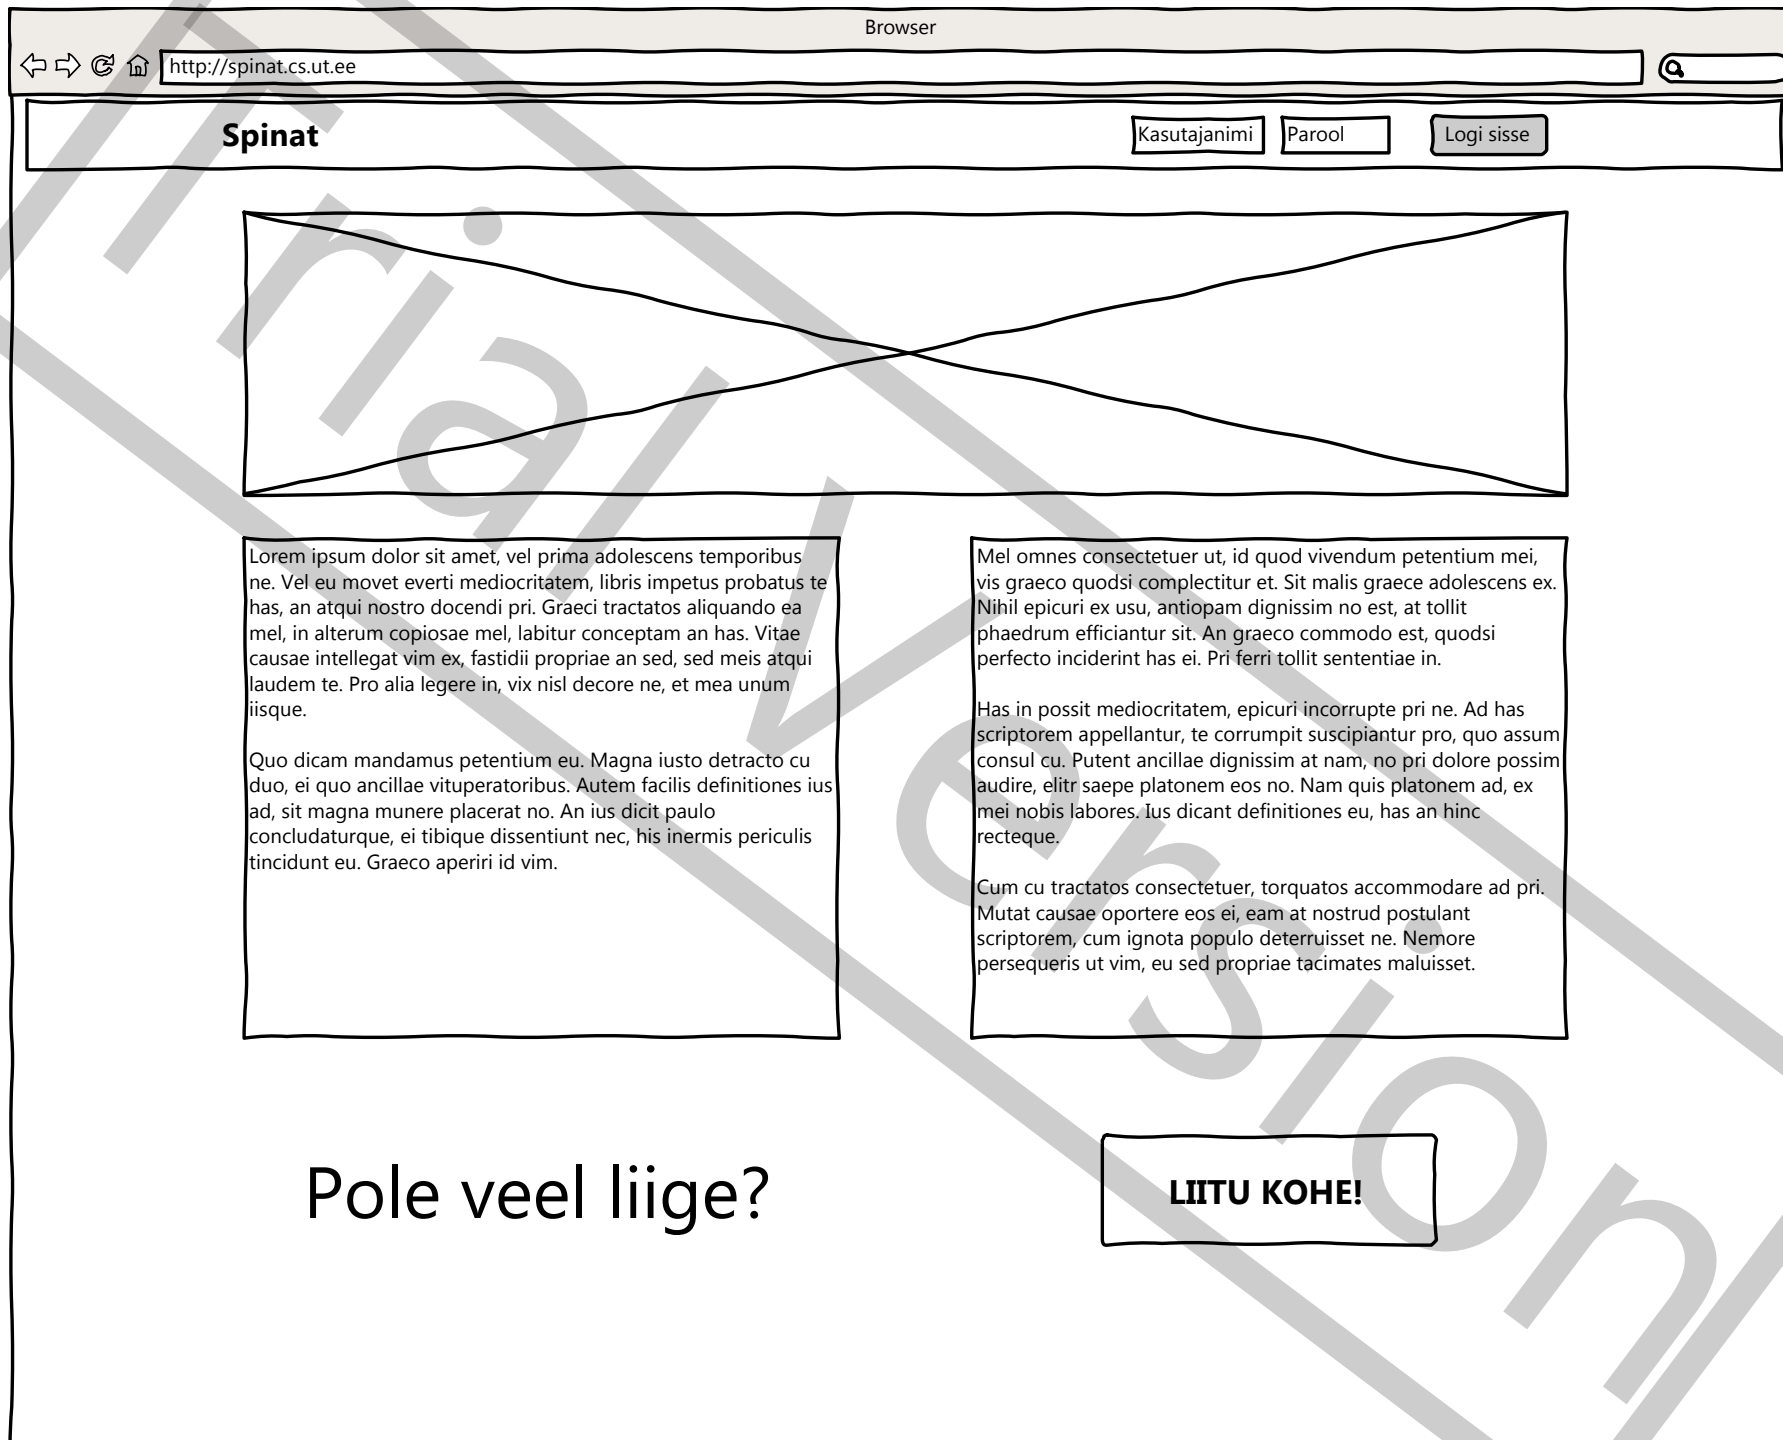 Browser
http://spinat.cs.ut.ee
Spinat
Kasutajanimi
Parool
Logi sisse
Lorem ipsum dolor sit amet, vel prima adolescens temporibus
ne. Vel eu movet everti mediocritatem, libris impetus probatus te
has, an atqui nostro docendi pri. Graeci tractatos aliquando ea
mel, in alterum copiosae mel, labitur conceptam an has. Vitae
causae intellegat vim ex, fastidii propriae an sed, sed meis atqui
laudem te. Pro alia legere in, vix nisl decore ne, et mea unum
iisque.
Quo dicam mandamus petentium eu. Magna iusto detracto cu
duo, ei quo ancillae vituperatoribus. Autem facilis definitiones ius
ad, sit magna munere placerat no. An ius dicit paulo
concludaturque, ei tibique dissentiunt nec, his inermis periculis
tincidunt eu. Graeco aperiri id vim.
Mel omnes consectetuer ut, id quod vivendum petentium mei,
vis graeco quodsi complectitur et. Sit malis graece adolescens ex.
Nihil epicuri ex usu, antiopam dignissim no est, at tollit
phaedrum efficiantur sit. An graeco commodo est, quodsi
perfecto inciderint has ei. Pri ferri tollit sententiae in.
Has in possit mediocritatem, epicuri incorrupte pri ne. Ad has
scriptorem appellantur, te corrumpit suscipiantur pro, quo assum
consul cu. Putent ancillae dignissim at nam, no pri dolore possim
audire, elitr saepe platonem eos no. Nam quis platonem ad, ex
mei nobis labores. Ius dicant definitiones eu, has an hinc
recteque.
Cum cu tractatos consectetuer, torquatos accommodare ad pri.
Mutat causae oportere eos ei, eam at nostrud postulant
scriptorem, cum ignota populo deterruisset ne. Nemore
persequeris ut vim, eu sed propriae tacimates maluisset.
Pole veel liige?
LIITU KOHE!
Trial Version